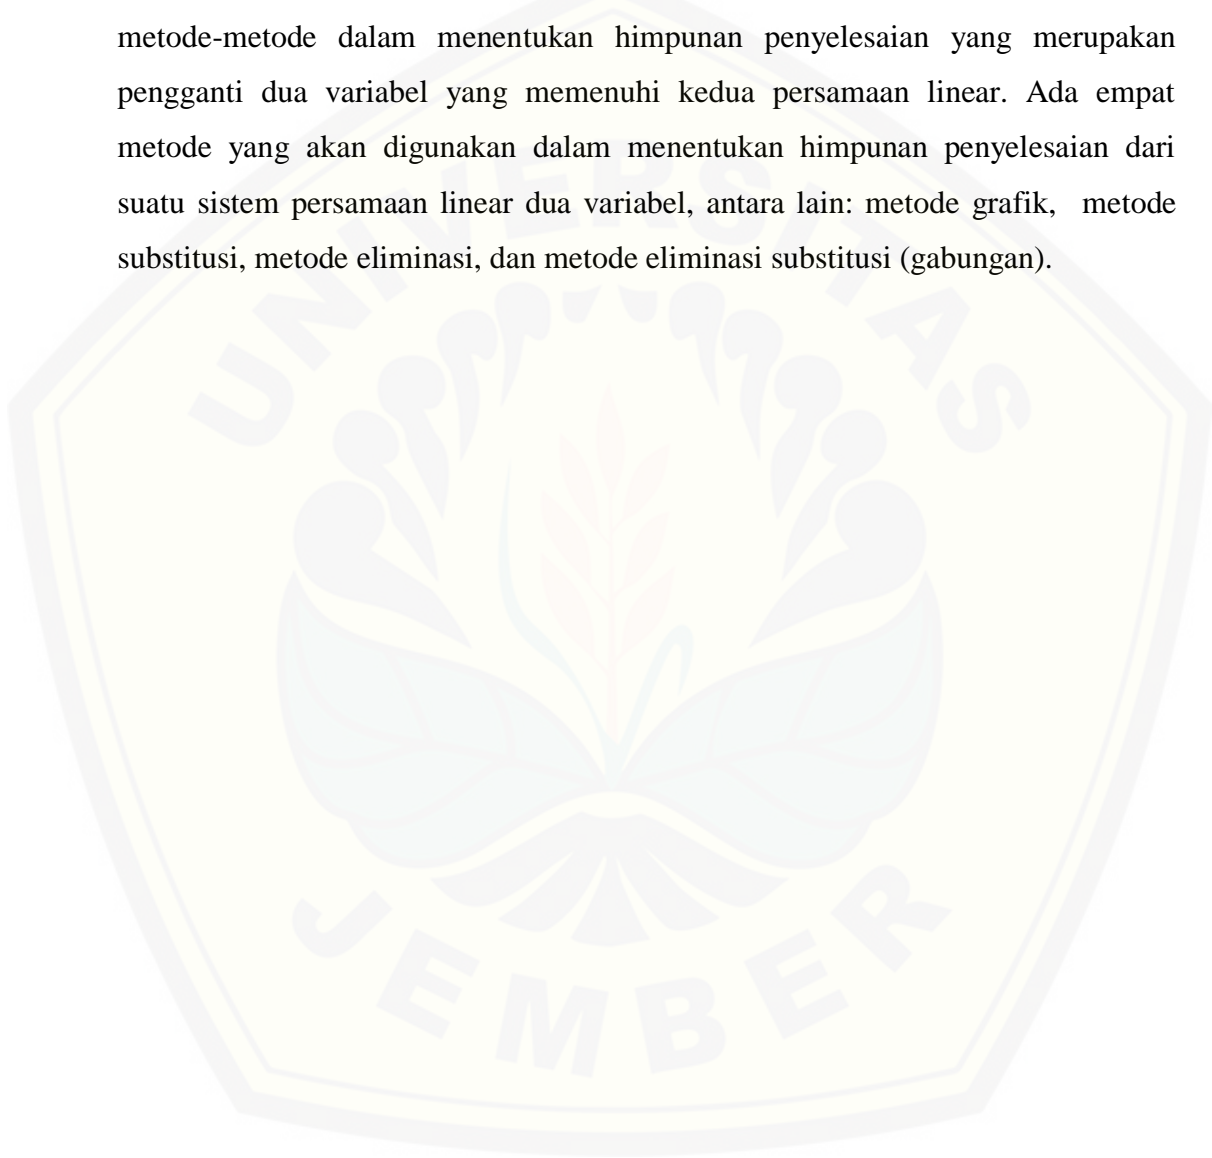 metode-metode dalam menentukan himpunan penyelesaian yang merupakan
pengganti dua variabel yang memenuhi kedua persamaan linear. Ada empat
metode yang akan digunakan dalam menentukan himpunan penyelesaian dari
suatu sistem persamaan linear dua variabel, antara lain: metode grafik, metode
substitusi, metode eliminasi, dan metode eliminasi substitusi (gabungan).
UNIVERSITAS
JEMBER